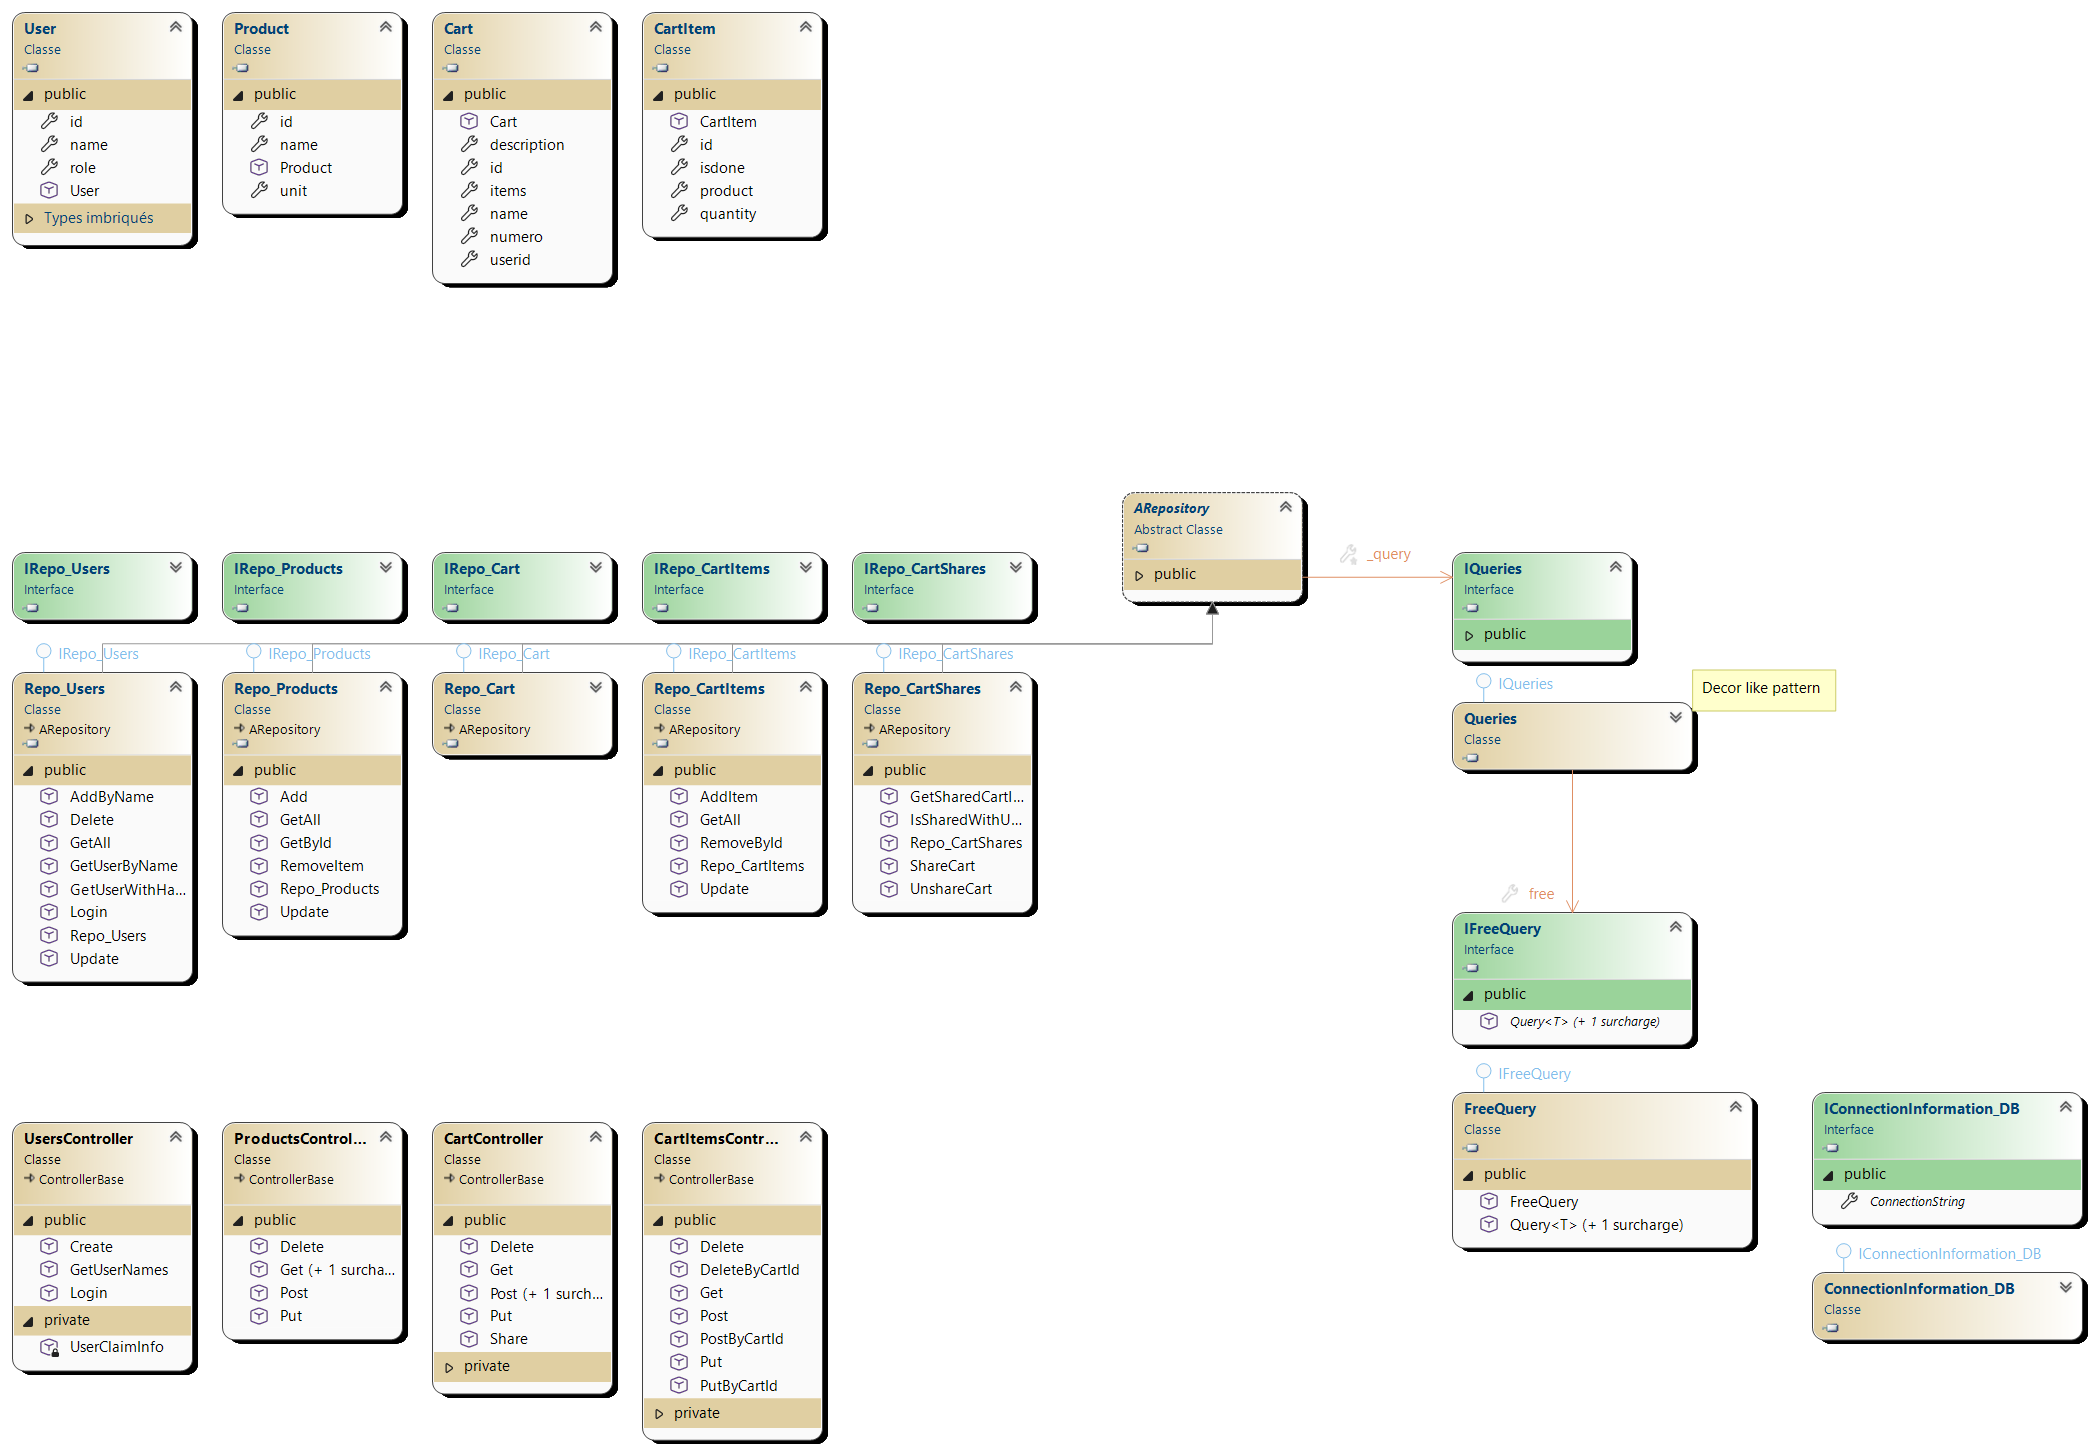 User
Classe
public
id
name
role
User
Types imbriqués
Product
Classe
public
id
name
Product
unit
Cart
Classe
public
Cart
description
id
items
name
numero
userid
CartItem
Classe
public
CartItem
id
isdone
product
quantity
ARepository
Abstract Classe
public
_query
IRepo_Users
Interface
IRepo_Products
Interface
IRepo_Cart
Interface
IRepo_CartItems
Interface
IRepo_CartShares
Interface
IQueries
Interface
public
IRepo_Users
Repo_Users
Classe
ARepository
public
AddByName
Delete
GetAll
GetUserByName
GetUserWithHa...
Login
Repo_Users
Update
IRepo_Products
Repo_Products
Classe
ARepository
public
Add
GetAll
GetById
RemoveItem
Repo_Products
Update
IRepo_Cart
Repo_Cart
Classe
ARepository
IRepo_CartItems
Repo_CartItems
Classe
ARepository
public
AddItem
GetAll
RemoveById
Repo_CartItems
Update
IRepo_CartShares
Repo_CartShares
Classe
ARepository
public
GetSharedCartI...
IsSharedWithU...
Repo_CartShares
ShareCart
UnshareCart
IQueries
Queries
Classe
Decor like pattern
free
IFreeQuery
Interface
public
Query<T> (+ 1 surcharge)
IFreeQuery
FreeQuery
Classe
public
FreeQuery
Query<T> (+ 1 surcharge)
IConnectionInformation_DB
Interface
public
ConnectionString
IConnectionInformation_DB
ConnectionInformation_DB
Classe
UsersController
Classe
ControllerBase
public
Create
GetUserNames
Login
private
UserClaimInfo
ProductsControl...
Classe
ControllerBase
public
Delete
Get (+ 1 surcha...
Post
Put
CartController
Classe
ControllerBase
public
Delete
Get
Post (+ 1 surch...
Put
Share
private
CartItemsContr...
Classe
ControllerBase
public
Delete
DeleteByCartId
Get
Post
PostByCartId
Put
PutByCartId
private